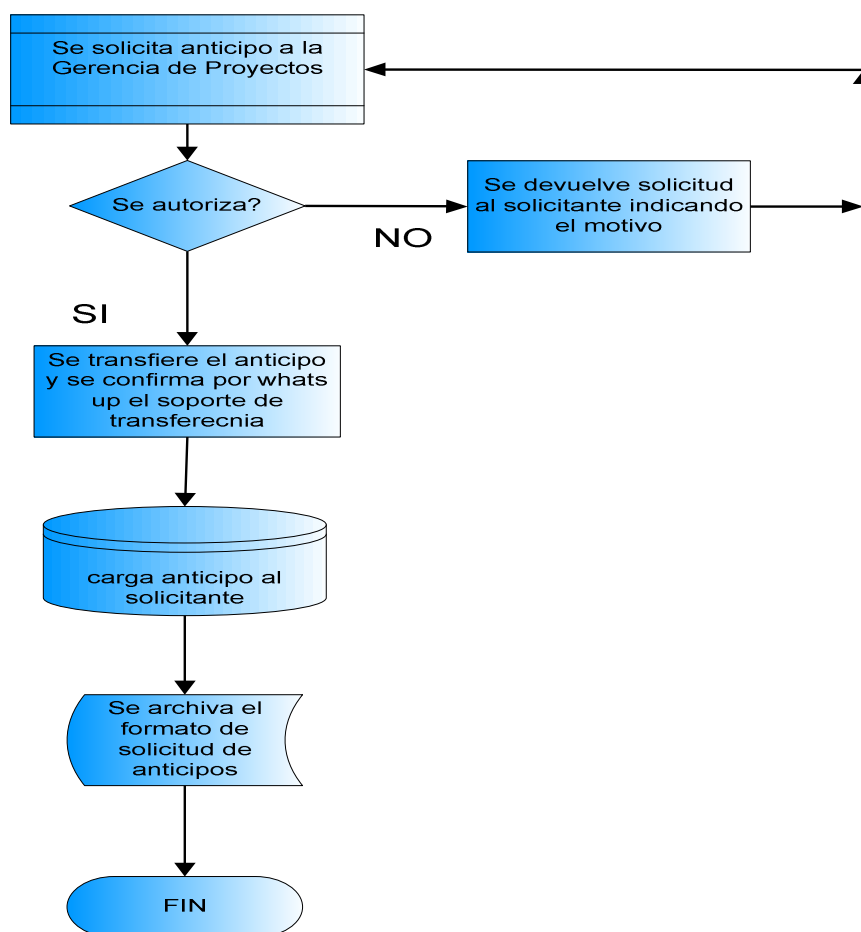 Se solicita anticipo a la
Gerencia de Proyectos
Se autoriza?
NO
Se devuelve solicitud
al solicitante indicando
el motivo
SI
Se transfiere el anticipo
y se confirma por whats
up el soporte de
transferecnia
carga anticipo al
solicitante
Se archiva el
formato de
solicitud de
anticipos
FIN